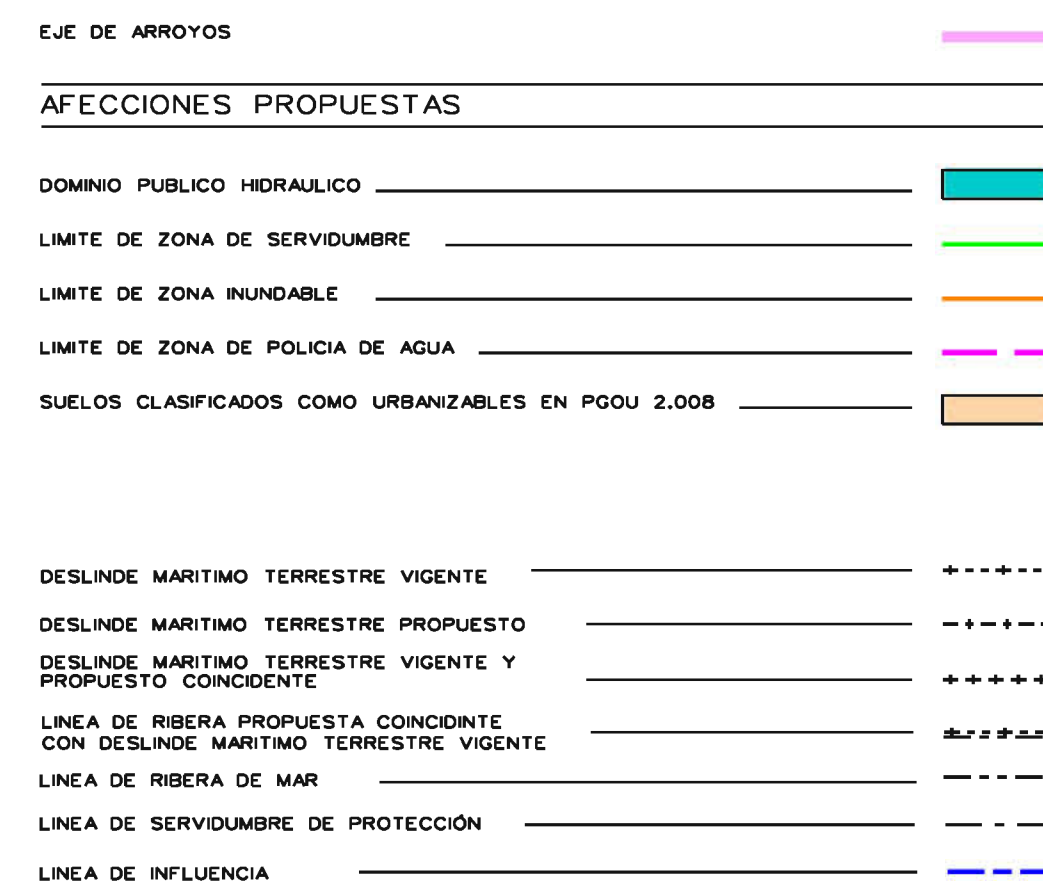 EJE DE ARROYOS
AFECCIONES PROPUESTAS
DOMINIO PUBLICO HIDRAULICO
LIMITE DE ZONA DE SERVIDUMBRE
LIMITE DE ZONA INUNDABLE
LIMITE DE ZONA DE POLICIA DE AGUA
SUELOS CLASIFICADOS COMO URBANIZABLES EN PGOU 2.008
DESLINDE MARITIMO TERRESTRE VIGENTE
DESLINDE MARITIMO TERRESTRE PROPUESTO
DESLINDE MARITIMO TERRESTRE VIGENTE Y
PROPUESTO COINCIDENTE
LINEA DE RIBERA PROPUESTA COINCIDINTE
CON DESLINDE MARITIMO TERRESTRE VIGENTE
LINEA DE RIBERA DE MAR
LINEA DE SERVIDUMBRE DE PROTECCIÓN
LINEA DE INFLUENCIA